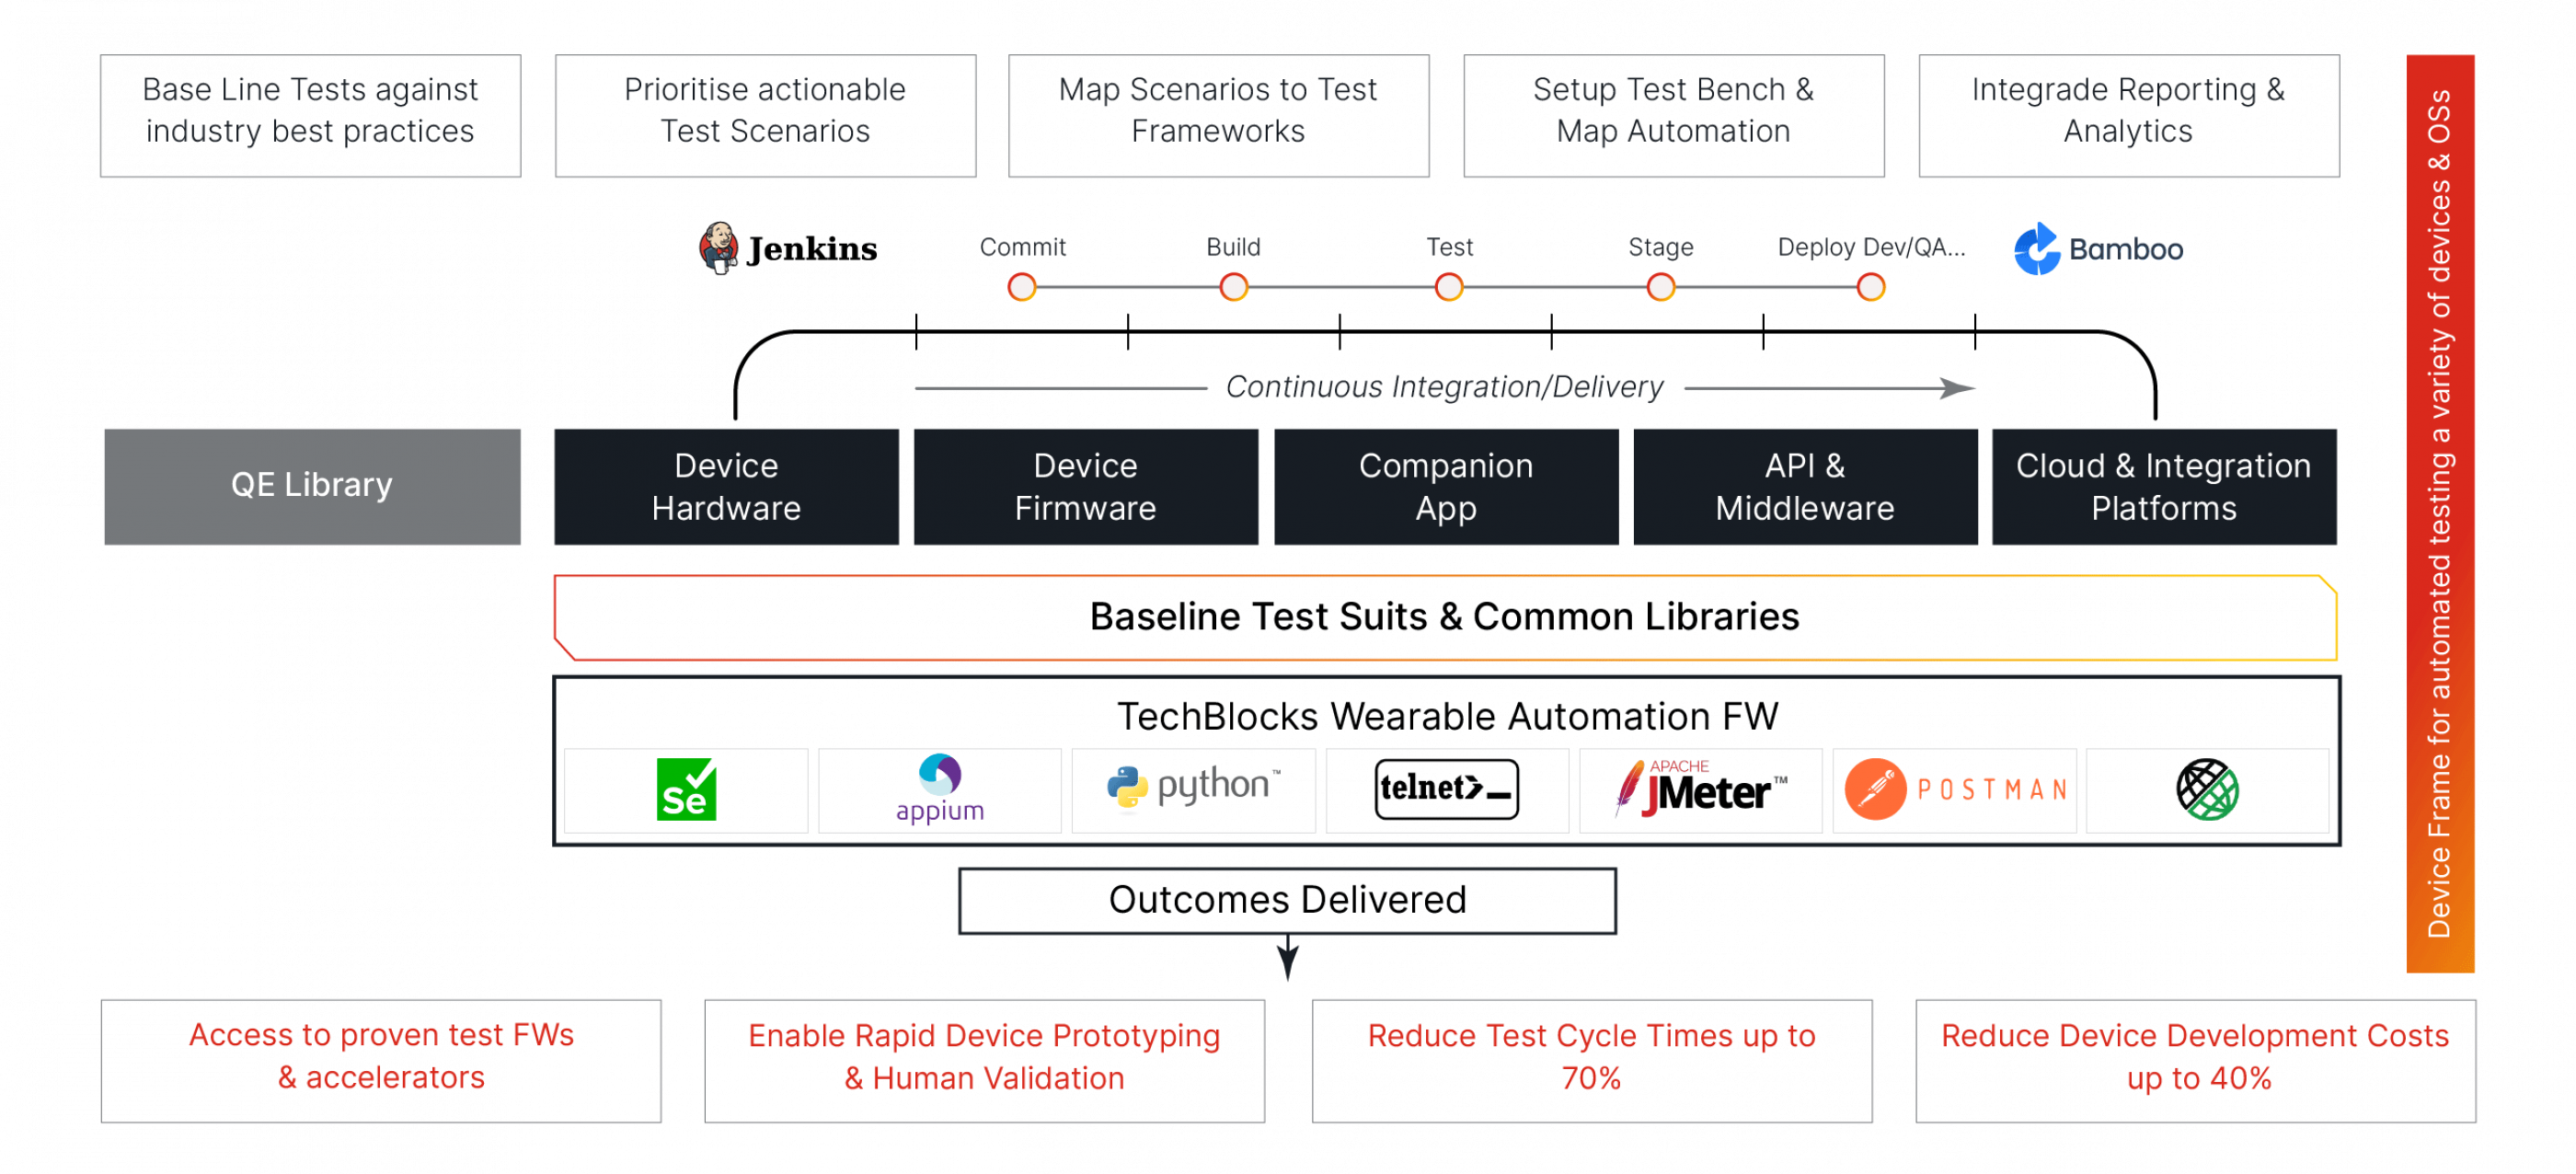 Base Line Tests against
industry best practices
Prioritise actionable
Test Scenarios
Map Scenarios to Test
Frameworks
Setup Test Bench &
Map Automation
Integrade Reporting &
Analytics
Device Frame for automated testing a variety of devices & OSs
Jenkins
Commit
Build
Test
Stage
Deploy Dev/QA...
Bamboo
Continuous Integration/Delivery
QE Library
Device
Hardware
Device
Firmware
Companion
App
API &
Middleware
Cloud & Integration
Platforms
Baseline Test Suits & Common Libraries
TechBlocks Wearable Automation FW
Se
appium
python™
telnet
APACHE
JMeter™
POSTMAN
Outcomes Delivered
Access to proven test FWs
& accelerators
Enable Rapid Device Prototyping
& Human Validation
Reduce Test Cycle Times up to
70%
Reduce Device Development Costs
up to 40%